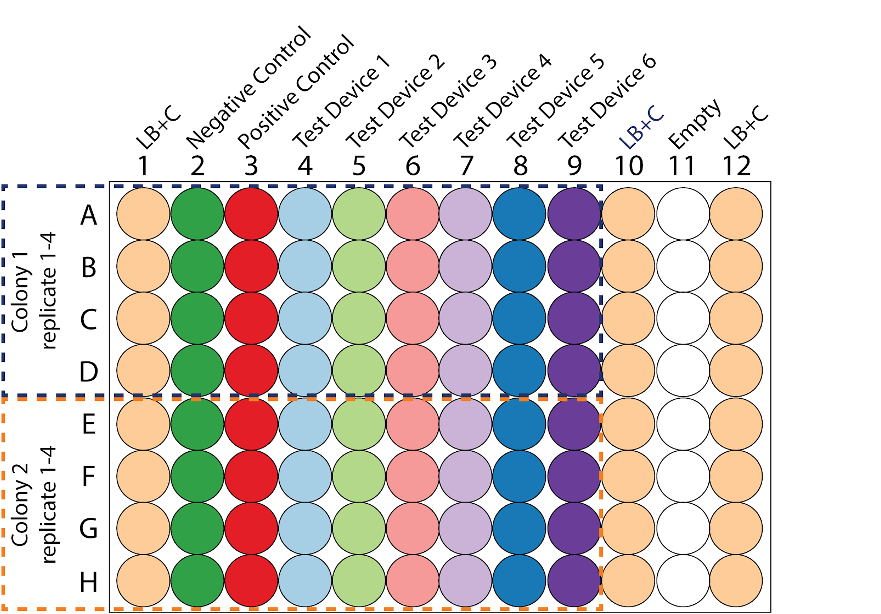 LB+C
Negative Control
Positive Control
Test Device 1
Test Device 2
Test Device 3
Test Device 4
Test Device 5
Test Device 6
LB+C
Empty
LB+C
1 2 3 4 5 6 7 8 9 10 11 12
Colony 1
replicate 1-4
A
B
C
D
Colony 2
replicate 1-4
E
F
G
H